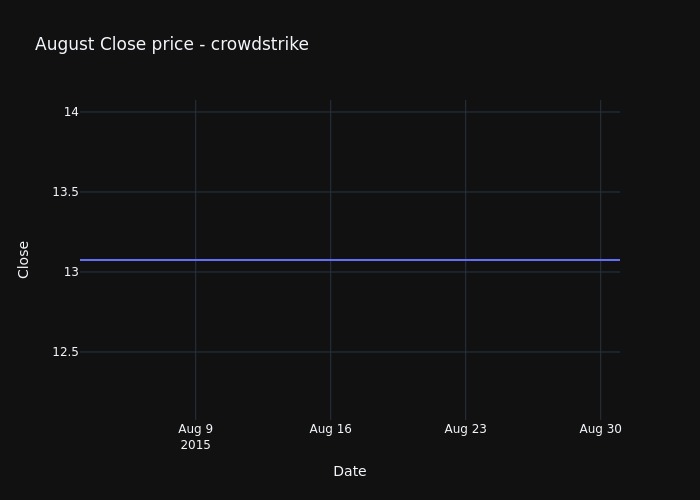 August Close price - crowdstrike
14
13.5
13
12.5
Close
Aug 9
2015
Aug 16
Aug 23
Aug 30
Date